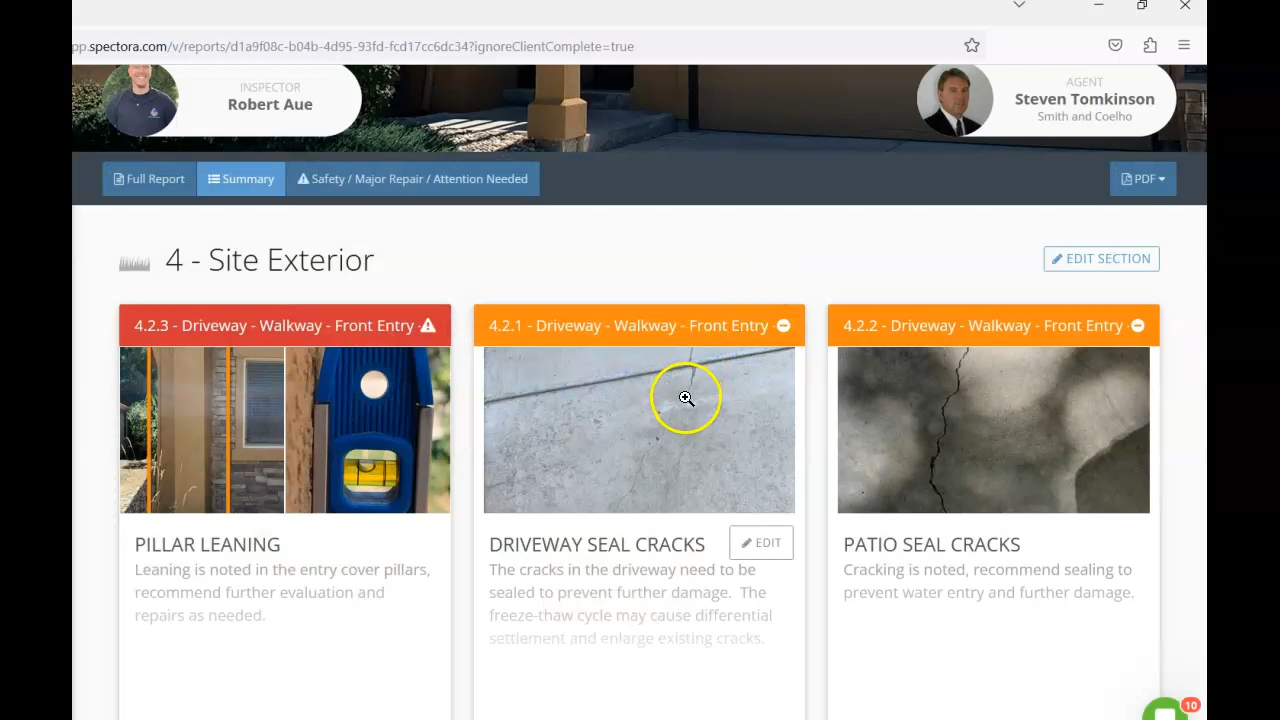 pp.spectora.com/v/reports/d1a9f08c-b04b-4d95-93fd-fcd17cc6dc34?ignoreClientComplete=true
INSPECTOR
Robert Aue
AGENT
Steven Tomkinson
Smith and Coelho
Full Report
Summary
Safety / Major Repair / Attention Needed
PDF
4 - Site Exterior
EDIT SECTION
4.2.3 - Driveway - Walkway - Front Entry -
4.2.1 - Driveway - Walkway - Front Entry -
4.2.2 - Driveway - Walkway - Front Entry -
PILLAR LEANING
Leaning is noted in the entry cover pillars,
recommend further evaluation and
repairs as needed.
DRIVEWAY SEAL CRACKS
EDIT
The cracks in the driveway need to be
sealed to prevent further damage. The
freeze-thaw cycle may cause differential
settlement and enlarge existing cracks.
PATIO SEAL CRACKS
Cracking is noted, recommend sealing to
prevent water entry and further damage.
10